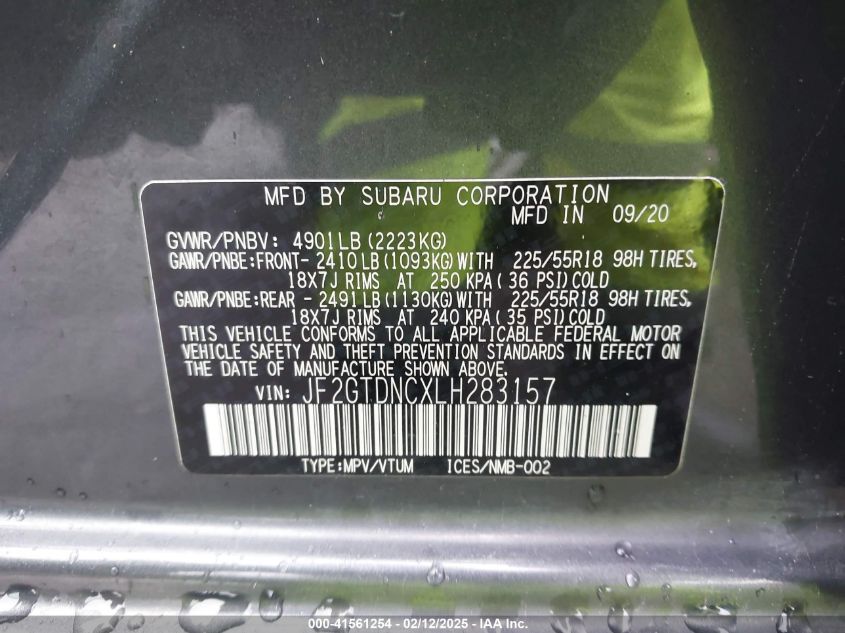 MFD BY SUBARU CORPORATION
MFD IN 09/20
GVWR/PNBV: 4901LB (2223KG)
GAWR/PNBE:FRONT- 2410 LB (1093KG) WITH 225/55R18 98H TIRES,
18X7J RIMS AT 250 KPA ( 36 PSI) COLD
GAWR/PNBE:REAR - 2491 LB (1130KG) WITH 225/55R18 98H TIRES,
18X7J RIMS AT 240 KPA ( 35 PSI) COLD
THIS VEHICLE CONFORMS TO ALL APPLICABLE FEDERAL MOTOR
VEHICLE SAFETY AND THEFT PREVENTION STANDARDS IN EFFECT ON
THE DATE OF MANUFACTURE SHOWN ABOVE.
VIN: JF2GTDNCXLH283157
TYPE:MPV/VTUM ICES/NMB-002
000-41561254 - 02/12/2025 - IAA Inc.